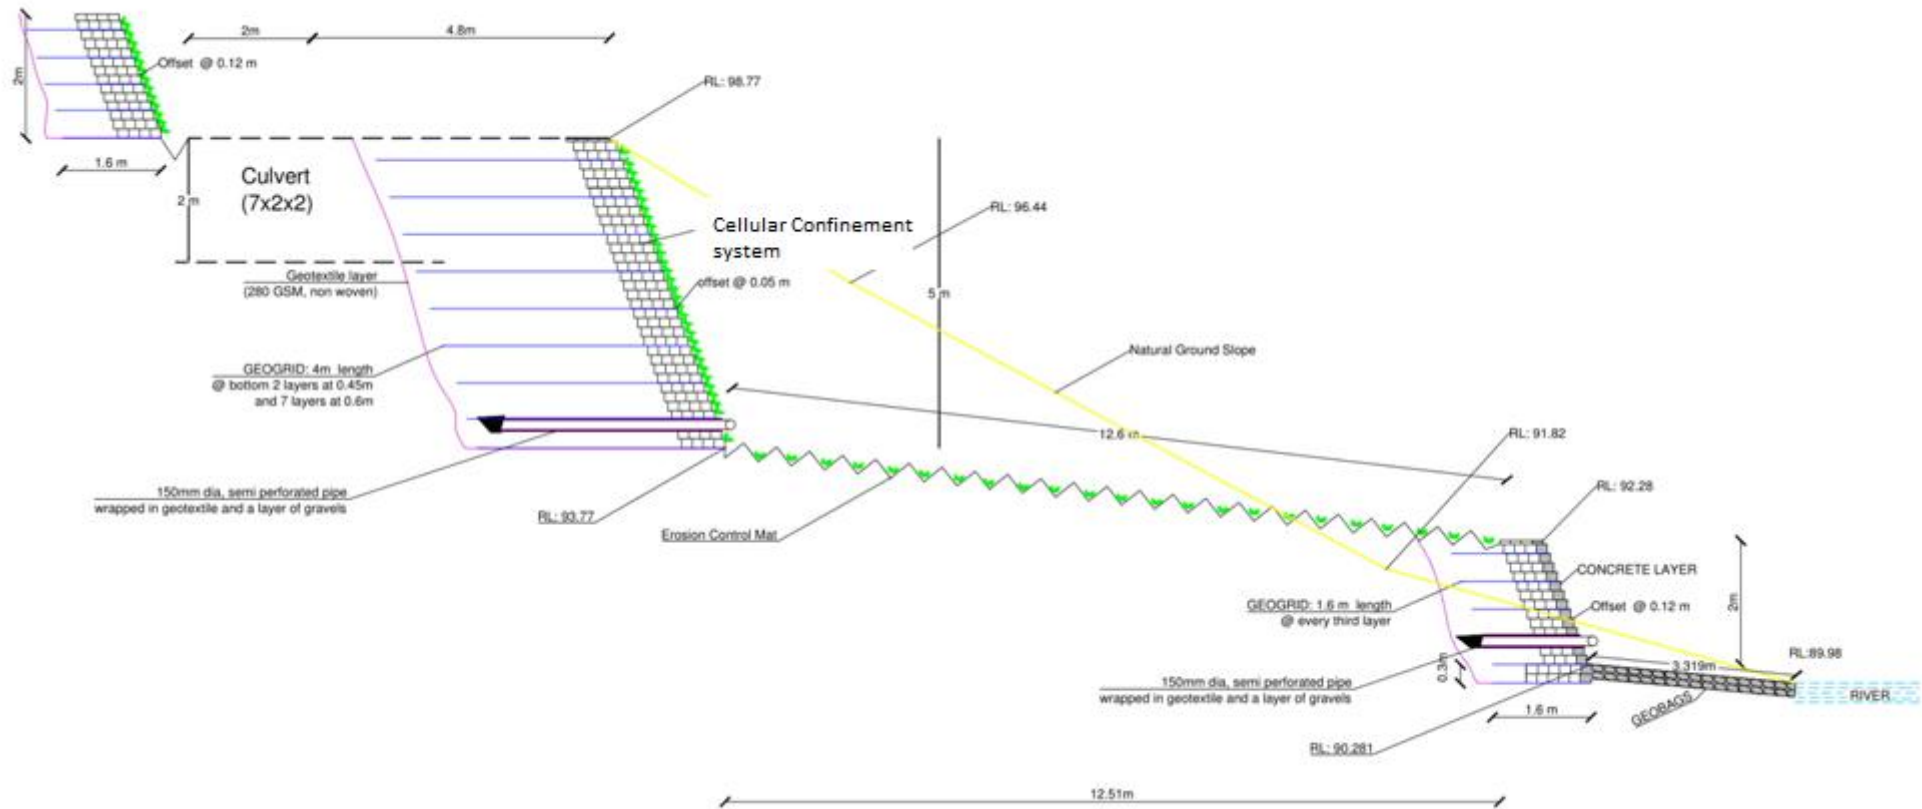 2m
4.8m
2m
Offset @ 0.12 m
RL: 98.77
1.6 m
Culvert
(7x2x2)
2 m
RL: 96.44
Cellular Confinement
system
Geotextile layer
(280 GSM, non woven)
offset @ 0.05 m
5 m
Natural Ground Slope
GEOGRID: 4m length
@ bottom 2 layers at 0.45m
and 7 layers at 0.6m
12.6 m
RL: 91.82
150mm dia, semi perforated pipe
wrapped in geotextile and a layer of gravels
RL: 93.77
Erosion Control Mat
RL: 92.28
CONCRETE LAYER
GEOGRID: 1.6 m length
@ every third layer
Offset @ 0.12 m
2m
0.3m
3.319m
RL:89.98
150mm dia, semi perforated pipe
wrapped in geotextile and a layer of gravels
RIVER
1.6 m
GEOBAGS
RL: 90.281
12.51m